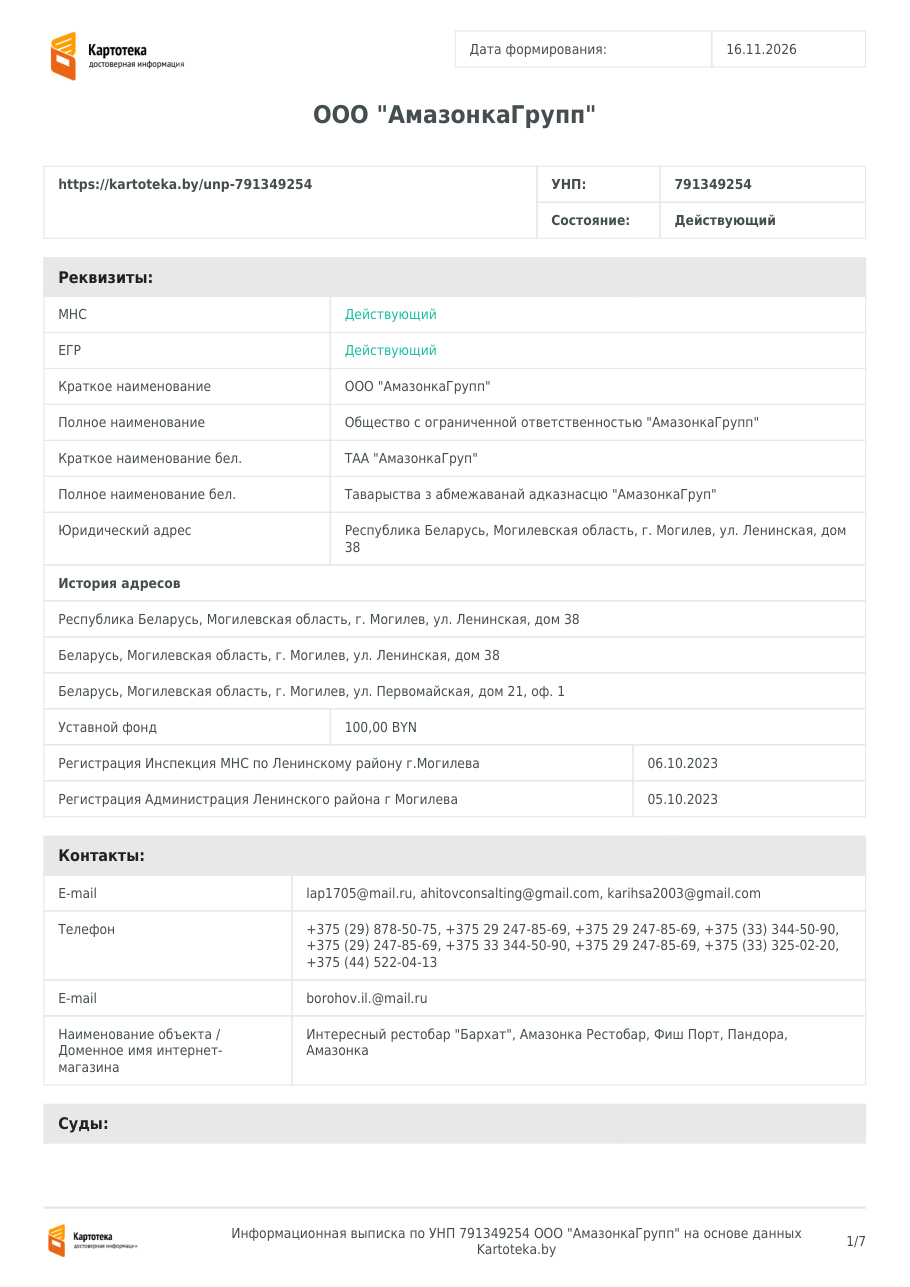 Картотека
достоверная информация
Дата формирования: 16.11.2026
ООО "АмазонкаГрупп"
https://kartoteka.by/unp-791349254 УНП: 791349254
Состояние: Действующий
Реквизиты:
МНС Действующий
ЕГР Действующий
Краткое наименование ООО "АмазонкаГрупп"
Полное наименование Общество с ограниченной ответственностью "АмазонкаГрупп"
Краткое наименование бел. ТАА "АмазонкаГруп"
Полное наименование бел. Таварыства з абмежаванай адказнасцю "АмазонкаГруп"
Юридический адрес Республика Беларусь, Могилевская область, г. Могилев, ул. Ленинская, дом
38
История адресов
Республика Беларусь, Могилевская область, г. Могилев, ул. Ленинская, дом 38
Беларусь, Могилевская область, г. Могилев, ул. Ленинская, дом 38
Беларусь, Могилевская область, г. Могилев, ул. Первомайская, дом 21, оф. 1
Уставной фонд 100,00 BYN
Регистрация Инспекция МНС по Ленинскому району г.Могилева 06.10.2023
Регистрация Администрация Ленинского района г Могилева 05.10.2023
Контакты:
E-mail lap1705@mail.ru, ahitovconsalting@gmail.com, karihsa2003@gmail.com
Телефон +375 (29) 878-50-75, +375 29 247-85-69, +375 29 247-85-69, +375 (33) 344-50-90,
+375 (29) 247-85-69, +375 33 344-50-90, +375 29 247-85-69, +375 (33) 325-02-20,
+375 (44) 522-04-13
E-mail borohov.il.@mail.ru
Наименование объекта / Интересный рестобар "Бархат", Амазонка Рестобар, Фиш Порт, Пандора,
Доменное имя интернет- Амазонка
магазина
Суды:
Картотека
достоверная информация
Информационная выписка по УНП 791349254 ООО "АмазонкаГрупп" на основе данных
Kartoteka.by
1/7